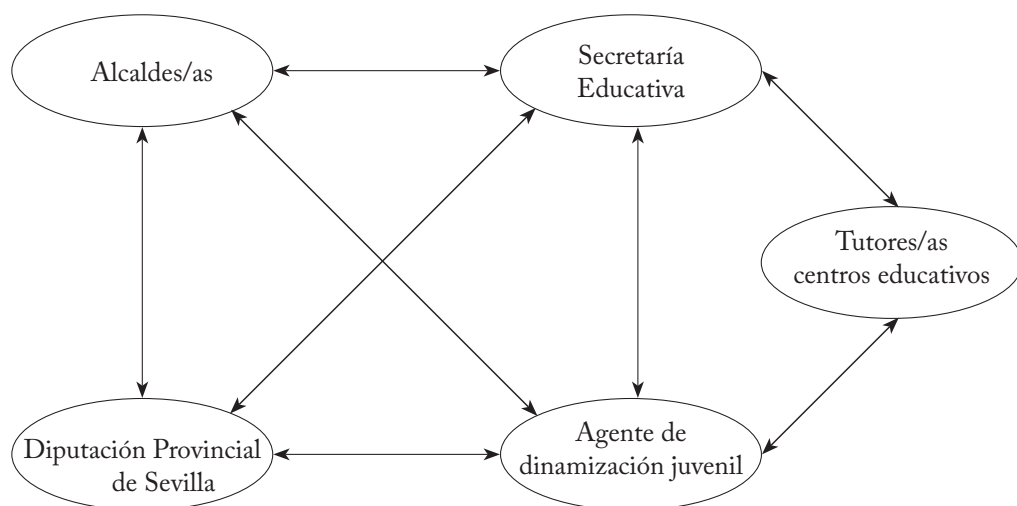 Alcaldes/as
Secretaría
Educativa
Tutores/as
centros educativos
Diputación Provincial
de Sevilla
Agente de
dinamización juvenil